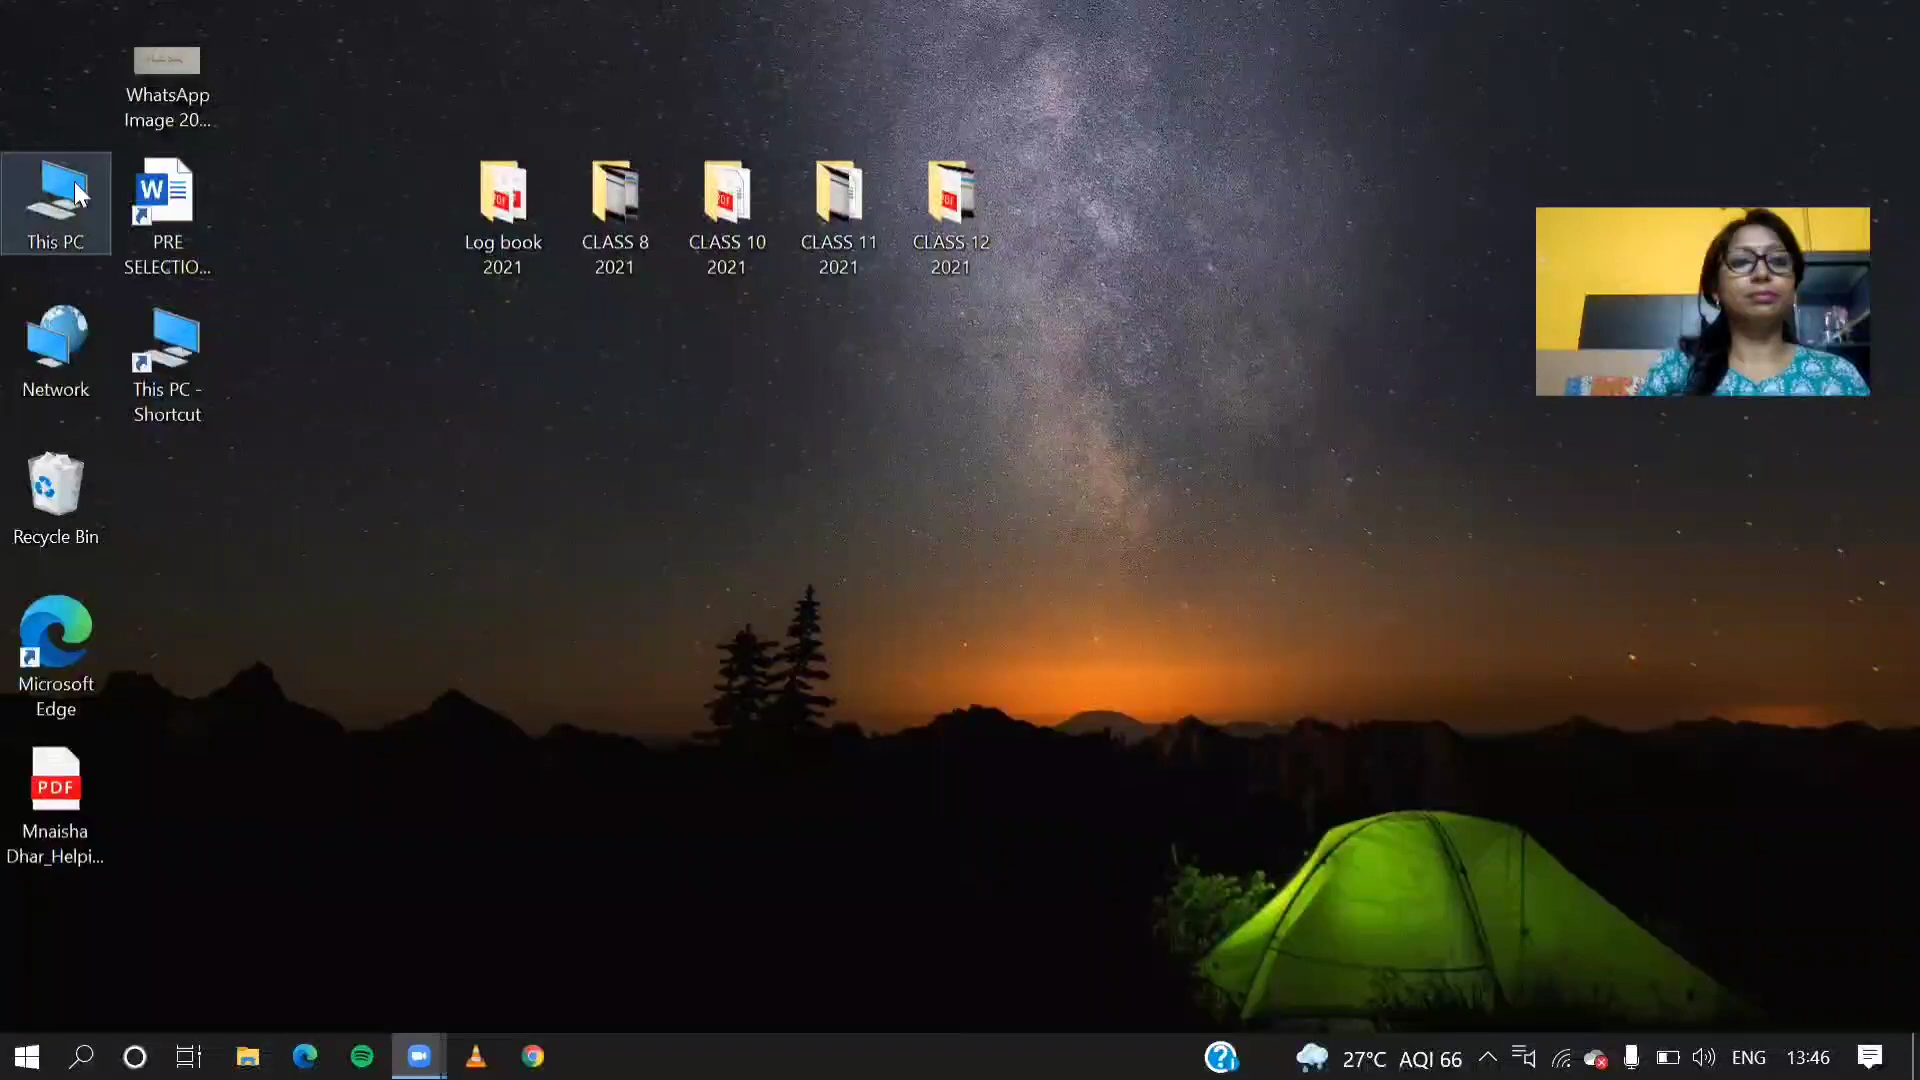 WhatsApp
Image 20...
This PC
PRE
SELECTIO...
Log book
2021
CLASS 8
2021
CLASS 10
2021
CLASS 11
2021
CLASS 12
2021
Network
This PC -
Shortcut
Recycle Bin
Microsoft
Edge
PDF
Mnaisha
Dhar_Helpi...
27°C AQI 66
ENG
13:46